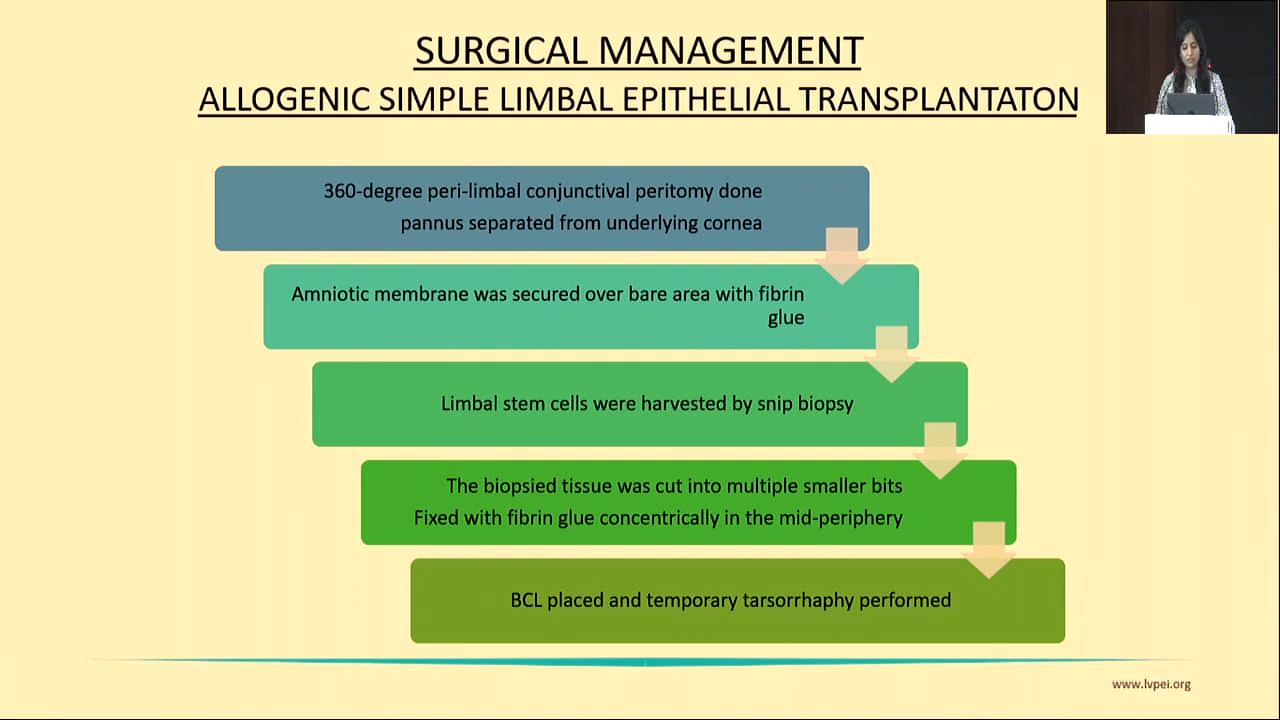 SURGICAL MANAGEMENT
ALLOGENIC SIMPLE LIMBAL EPITHELIAL TRANSPLANTATON
360-degree peri-limbal conjunctival peritomy done
pannus separated from underlying cornea
Amniotic membrane was secured over bare area with fibrin
glue
Limbal stem cells were harvested by snip biopsy
The biopsied tissue was cut into multiple smaller bits
Fixed with fibrin glue concentrically in the mid-periphery
BCL placed and temporary tarsorrhaphy performed
www.lvpei.org